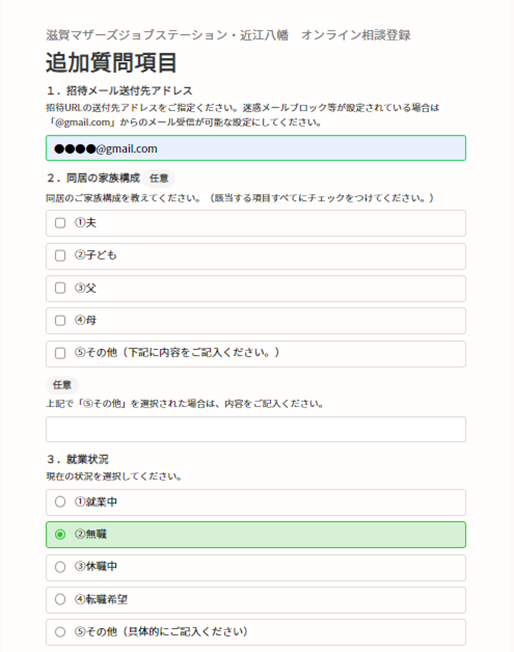 滋賀マザーズジョブステーション・近江八幡　オンライン相談登録
追加質問項目
１．招待メール送付先アドレス
招待URLの送付先アドレスをご指定ください。迷惑メールブロック等が設定されている場合は
「@gmail.com」からのメール受信が可能な設定にしてください。
●●●●@gmail.com
２．同居の家族構成 任意
同居のご家族構成を教えてください。（該当する項目すべてにチェックをつけてください。）
①夫
②子ども
③父
④母
⑤その他（下記に内容をご記入ください。）
任意
上記で「⑤その他」を選択された場合は、内容をご記入ください。
３．就業状況
現在の状況を選択してください。
①就業中
②無職
③休職中
④転職希望
⑤その他（具体的にご記入ください）